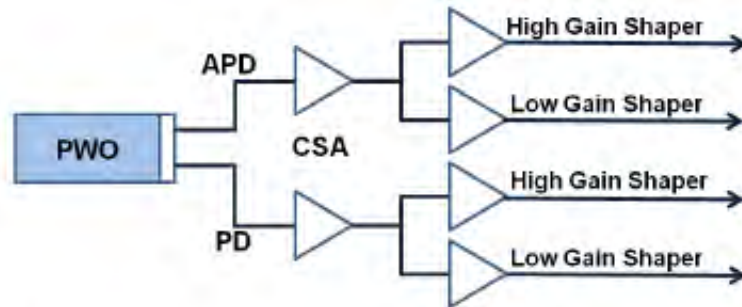 High Gain Shaper
APD
Low Gain Shaper
PWO
CSA
High Gain Shaper
PD
Low Gain Shaper